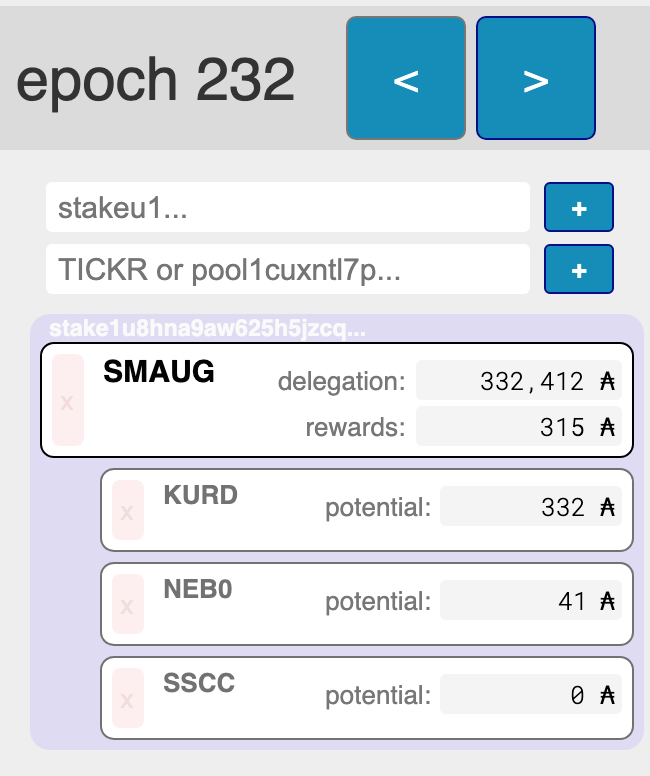 epoch 232 < >
stakeu1... +
TICKR or pool1cuxntl7p... +
stake1u8hna9aw625h5jzcq...
x SMAUG delegation: 332,412 ₳
rewards: 315 ₳
x KURD potential: 332 ₳
x NEB0 potential: 41 ₳
x SSCC potential: 0 ₳